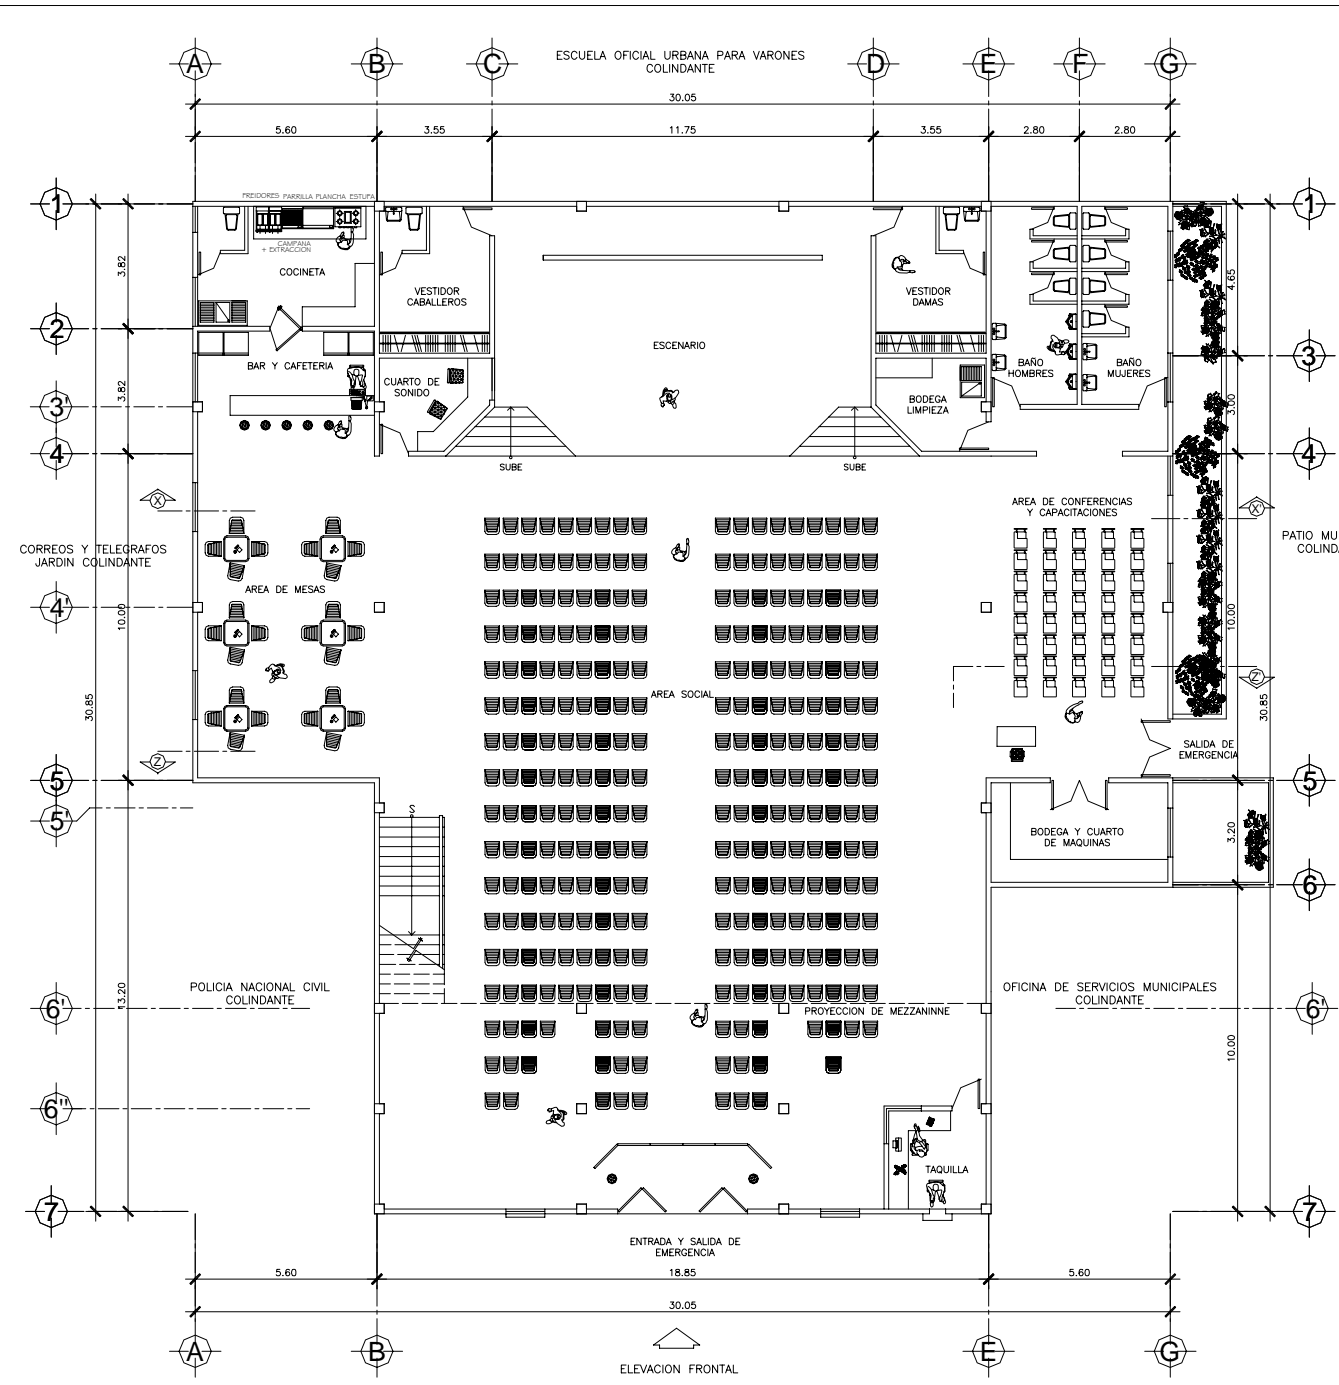 A
B
C
D
E
F
G
ESCUELA OFICIAL URBANA PARA VARONES
COLINDANTE
30.05
5.60
3.55
11.75
3.55
2.80
2.80
FREIDORES PARRILLA PLANCHA ESTUFA
1
1
CAMPANA
+ EXTRACCION
COCINETA
3.82
4.65
VESTIDOR
CABALLEROS
VESTIDOR
DAMAS
2
ESCENARIO
3
BAR Y CAFETERIA
BAÑO
HOMBRES
BAÑO
MUJERES
CUARTO DE
SONIDO
3.82
BODEGA
LIMPIEZA
3'
3.00
4
4
SUBE
SUBE
X
AREA DE CONFERENCIAS
Y CAPACITACIONES
X'
CORREOS Y TELEGRAFOS
JARDIN COLINDANTE
PATIO MU
COLIND
AREA DE MESAS
4'
10.00
10.00
Z'
AREA SOCIAL
30.85
30.85
SALIDA DE
EMERGENCIA
Z
5
5
S
5'
BODEGA Y CUARTO
DE MAQUINAS
3.20
6
POLICIA NACIONAL CIVIL
COLINDANTE
OFICINA DE SERVICIOS MUNICIPALES
COLINDANTE
13.20
6'
6'
PROYECCION DE MEZZANINNE
10.00
6''
TAQUILLA
7
7
ENTRADA Y SALIDA DE
EMERGENCIA
5.60
18.85
5.60
30.05
A
B
E
G
ELEVACION FRONTAL